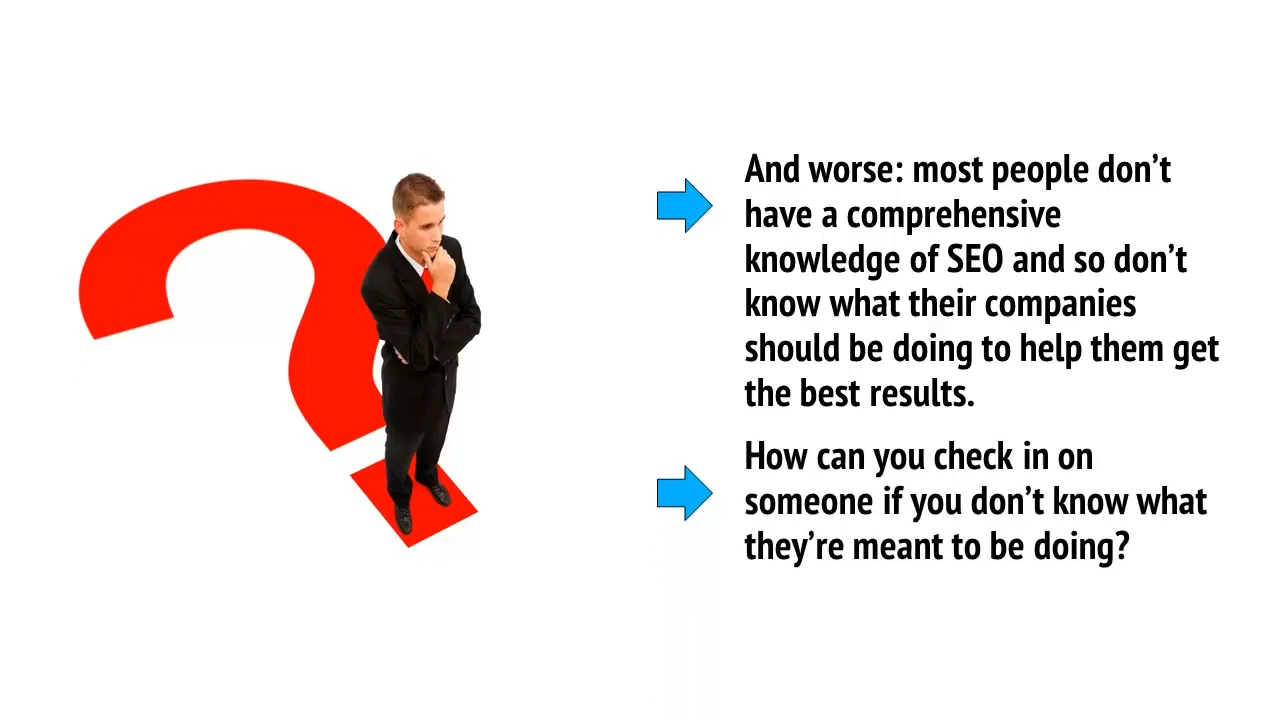 And worse: most people don’t
have a comprehensive
knowledge of SEO and so don’t
know what their companies
should be doing to help them get
the best results.
How can you check in on
someone if you don’t know what
they’re meant to be doing?